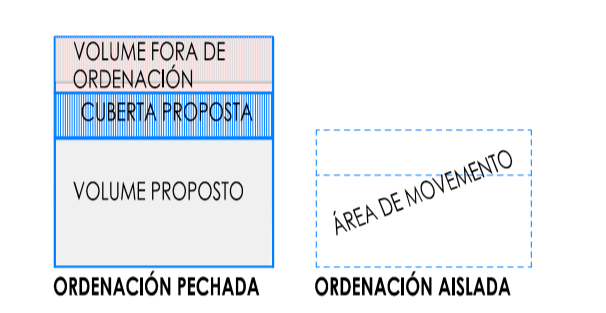 VOLUME FORA DE
ORDENACIÓN
CUBERTA PROPOSTA
VOLUME PROPOSTO
ORDENACIÓN PECHADA
ÁREA DE MOVEMENTO
ORDENACIÓN AISLADA